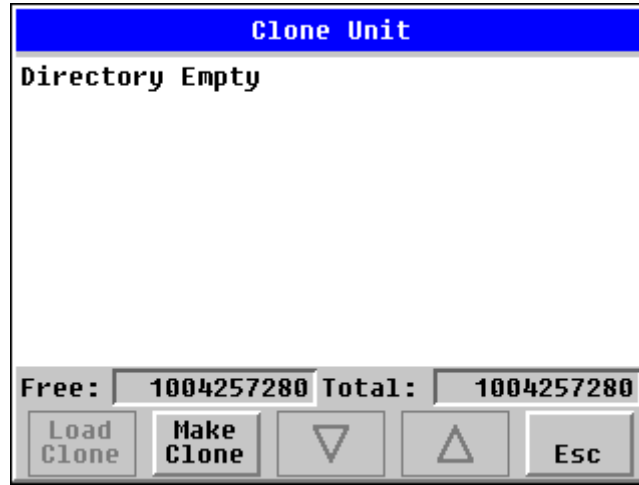 Clone Unit
Directory Empty
Free: 1004257280 Total: 1004257280
Load Clone
Make Clone
Esc